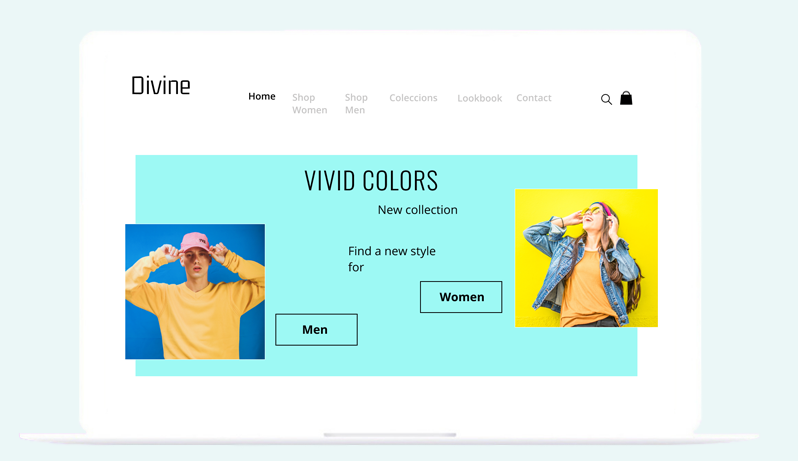 Divine
Home
Shop
Women
Shop
Men
Coleccions
Lookbook
Contact
VIVID COLORS
New collection
Find a new style
for
Women
Men